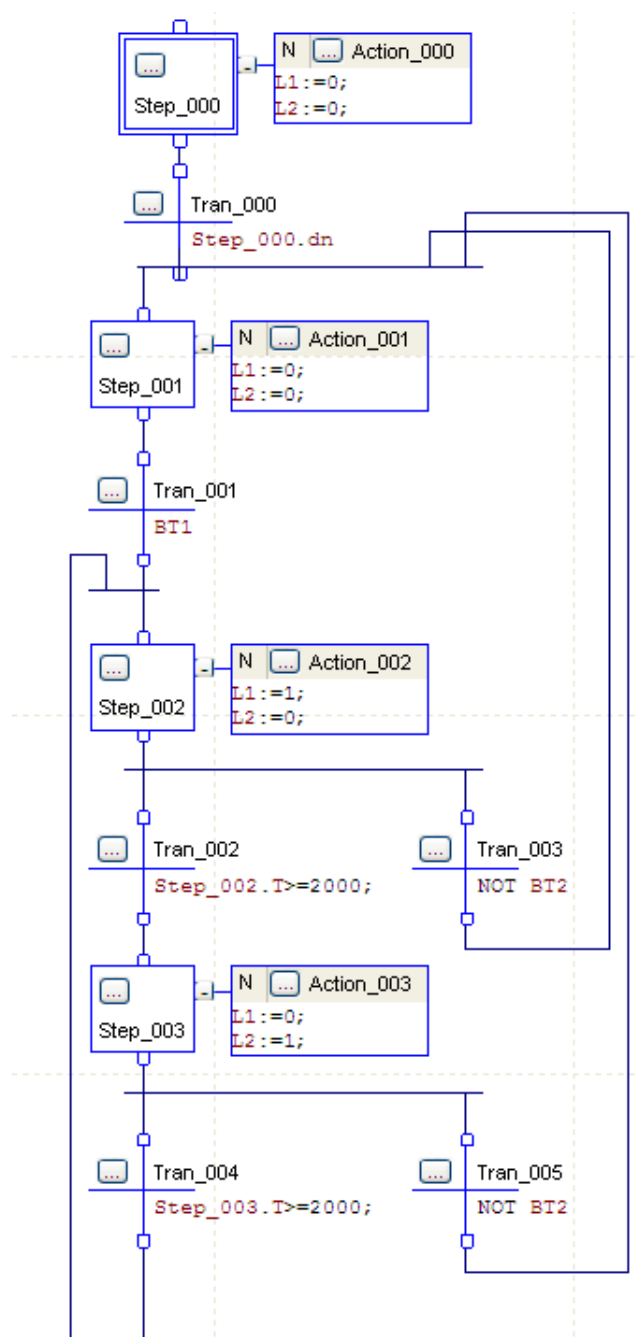 N ... Action_000
...
L1:=0;
Step_000
L2:=0;
... Tran_000
Step_000.dn
N ... Action_001
...
L1:=0;
Step_001
L2:=0;
... Tran_001
BT1
N ... Action_002
...
L1:=1;
Step_002
L2:=0;
... Tran_002
... Tran_003
Step_002.T>=2000;
NOT BT2
N ... Action_003
...
L1:=0;
Step_003
L2:=1;
... Tran_004
... Tran_005
Step_003.T>=2000;
NOT BT2